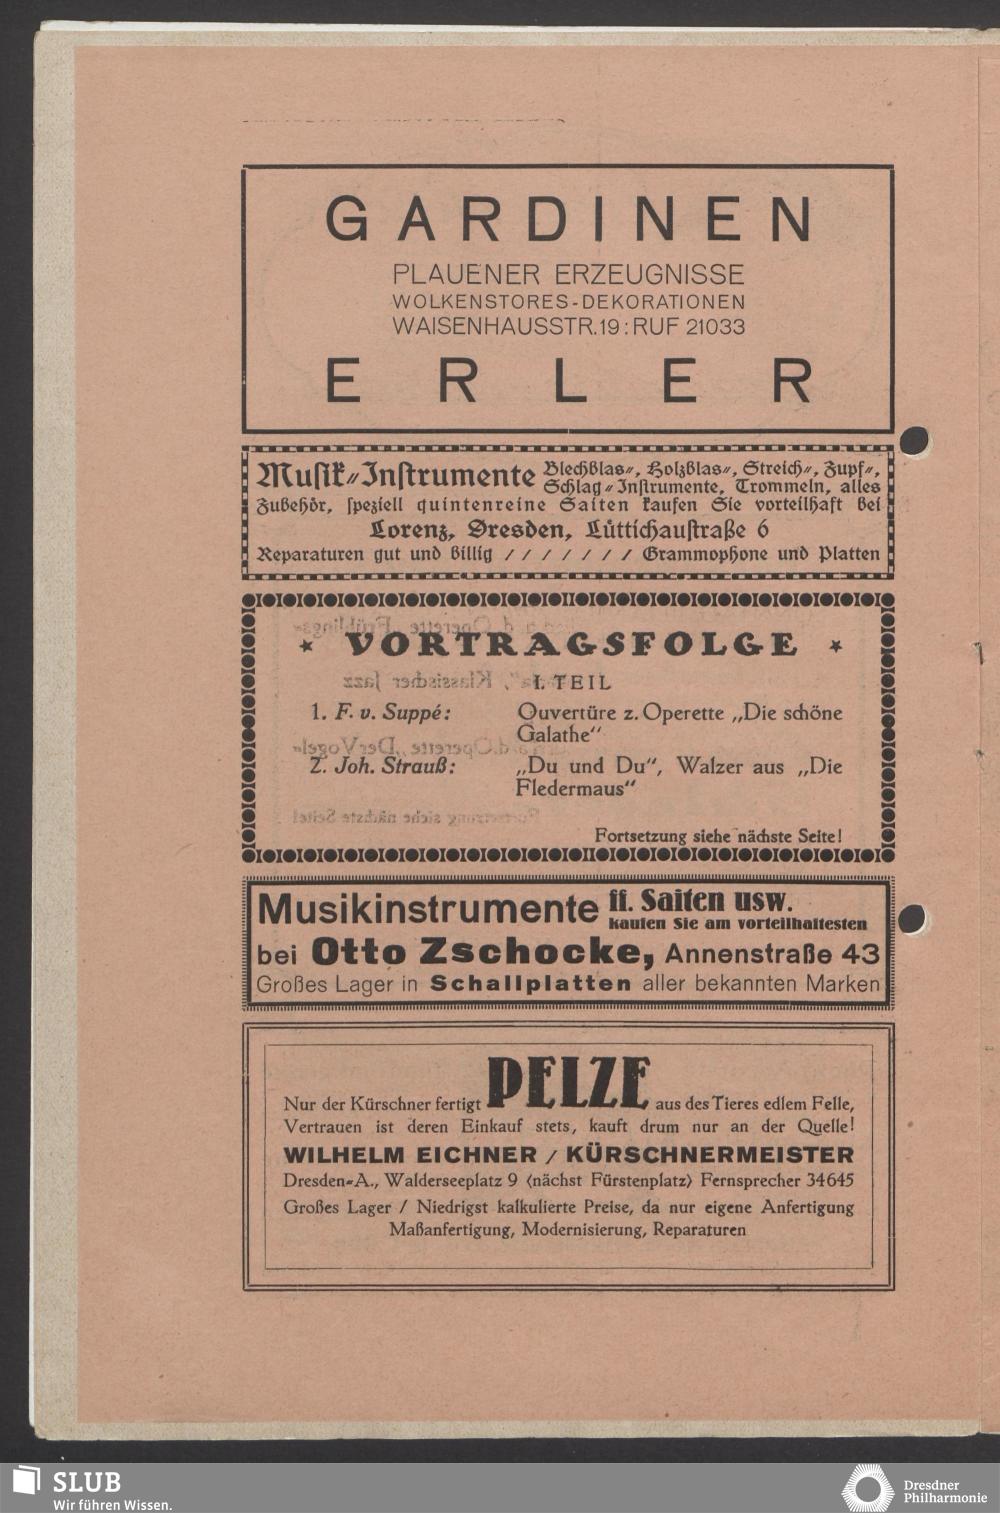 GARDINEN
PLAUENER ERZEUGNISSE
WOLKENSTORES-DEKORATIONEN
WAISENHAUSSTR.19:RUF 21033
ERLER
Musik-Instrumente Blechblas-, Holzblas-, Streich-, Zupf-,
Schlag-Instrumente, Trommeln, alles
Zubehör, speziell quintenreine Saiten kaufen Sie vorteilhaft bei
Lorenz, Dresden, Lüttichaustraße 6
Reparaturen gut und billig / / / / / / / Grammophone und Platten
VORTRAGSFOLGE
I. TEIL
1. F. v. Suppé: Ouvertüre z. Operette „Die schöne
Galathe“
2. Joh. Strauß: „Du und Du“, Walzer aus „Die
Fledermaus“
Fortsetzung siehe nächste Seite!
Musikinstrumente ff. Saiten usw.
kaufen Sie am vorteilhaftesten
bei Otto Zschocke, Annenstraße 43
Großes Lager in Schallplatten aller bekannten Marken
Nur der Kürschner fertigt PELZE aus des Tieres edlem Felle,
Vertrauen ist deren Einkauf stets, kauft drum nur an der Quelle!
WILHELM EICHNER / KÜRSCHNERMEISTER
Dresden-A., Walderseeplatz 9 (nächst Fürstenplatz) Fernsprecher 34645
Großes Lager / Niedrigst kalkulierte Preise, da nur eigene Anfertigung
Maßanfertigung, Modernisierung, Reparaturen
SLUB
Wir führen Wissen.
Dresdner
Philharmonie